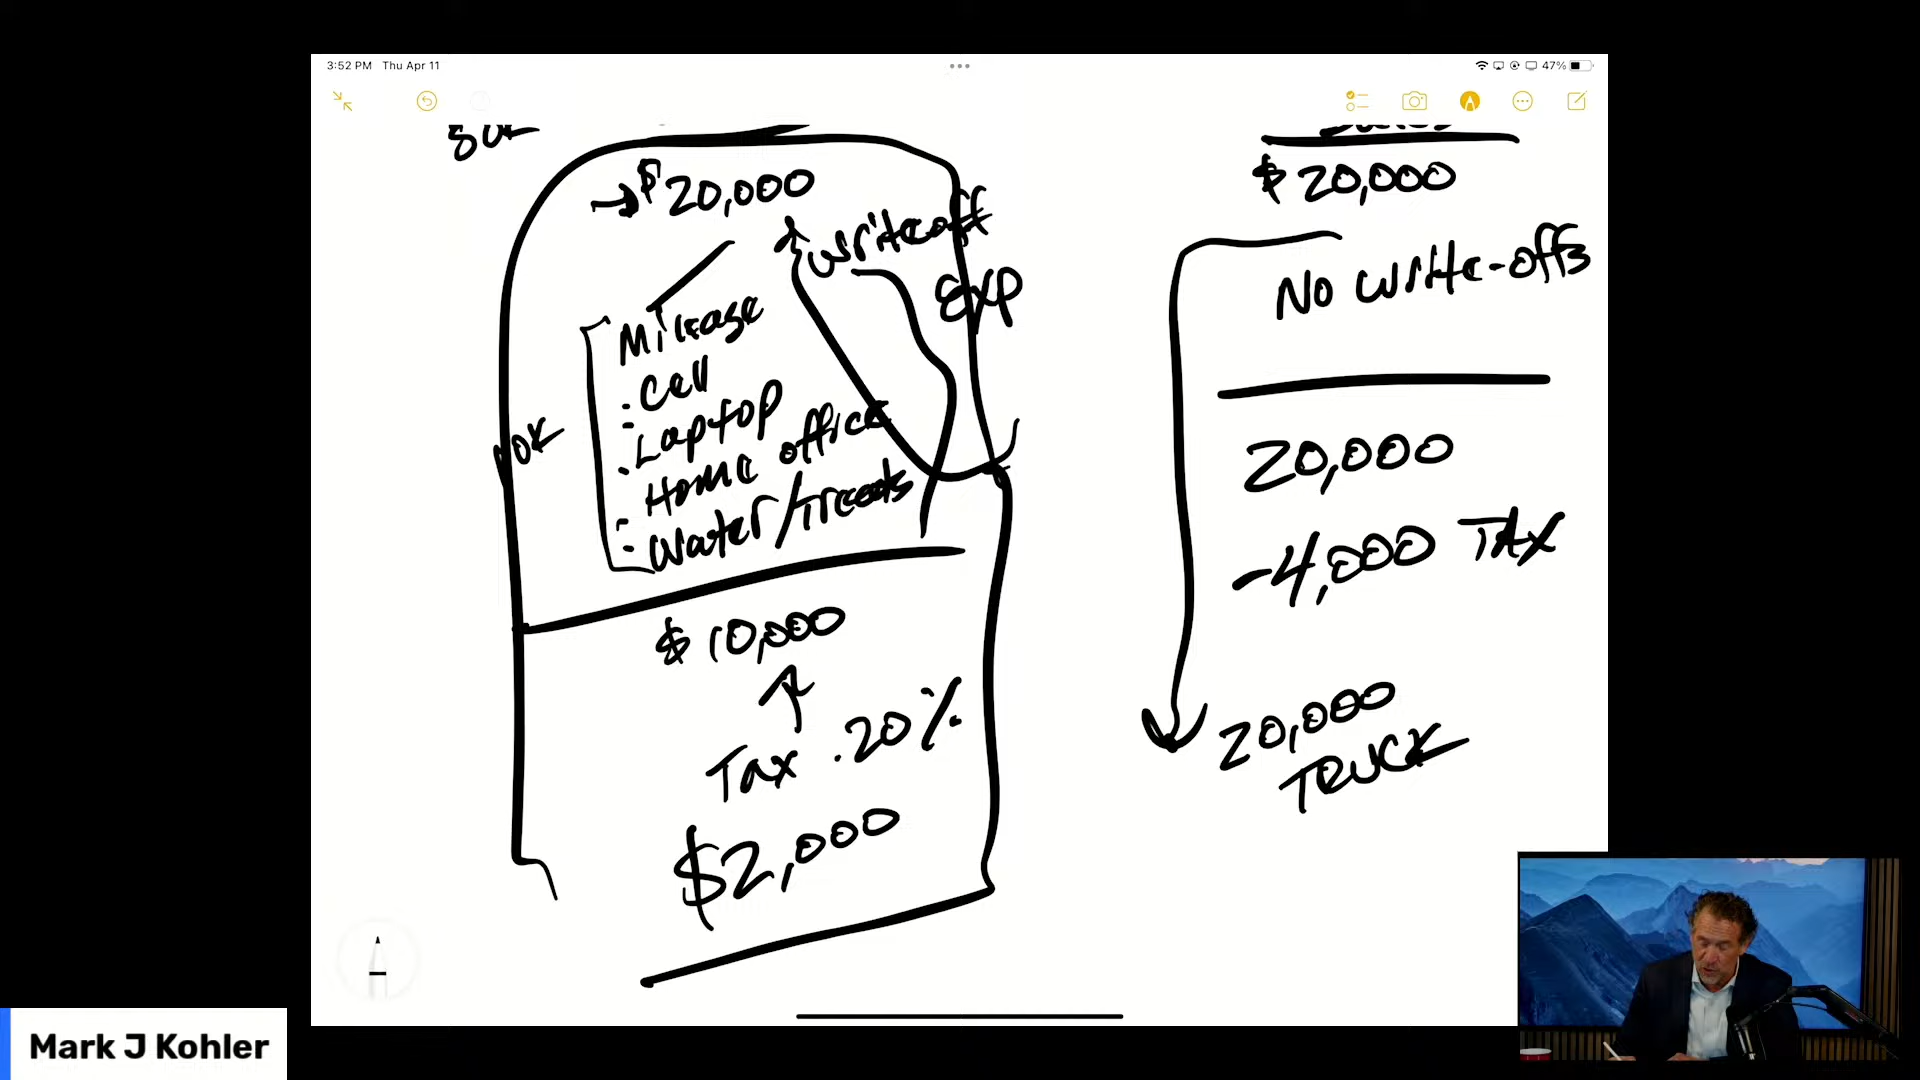 3:52 PM Thu Apr 11
47%
80K
$20,000
write off
Exp
Mileage
Cell
Laptop
Home office
Water/Treats
$10,000
Tax .20%
$2,000
$20,000
No write-offs
20,000
-4,000 TAX
20,000
TRUCK
Mark J Kohler